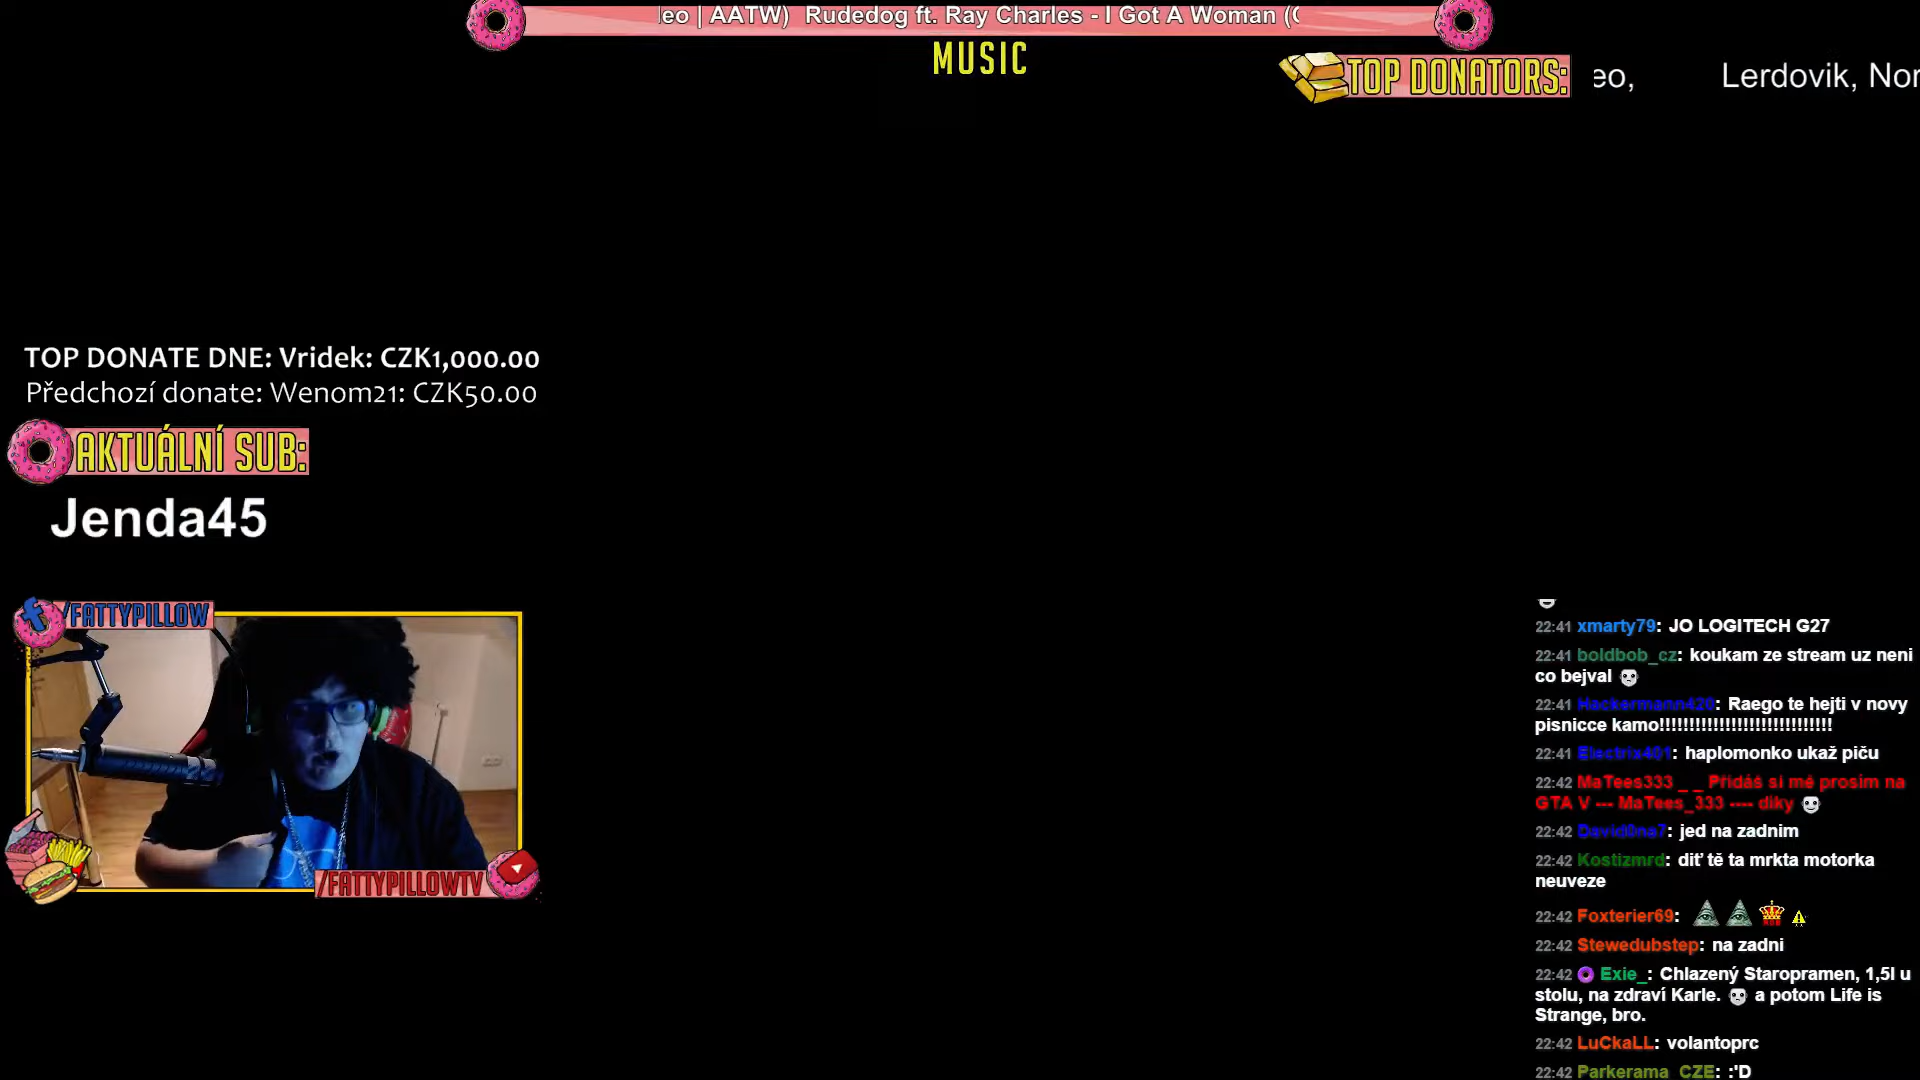 eo | AATW) Rudedog ft. Ray Charles - I Got A Woman (
MUSIC
TOP DONATORS:
eo, Lerdovik, Nor
TOP DONATE DNE: Vridek: CZK1,000.00
Předchozí donate: Wenom21: CZK50.00
AKTUÁLNÍ SUB:
Jenda45
/FATTYPILLOW
/FATTYPILLOWTV
22:41 xmarty79: JO LOGITECH G27
22:41 boldbob_cz: koukam ze stream uz neni
co bejval
22:41 Hackermann420: Raego te hejti v novy
pisnicce kamo!!!!!!!!!!!!!!!!!!!!!!!!!!!!!
22:41 Electrix401: haplomonko ukaž piču
22:42 MaTees333 _ _ Přidáš si mě prosím na
GTA V --- MaTees_333 ---- díky
22:42 David0na7: jed na zadnim
22:42 Kostizmrd: diť tě ta mrkta motorka
neuveze
22:42 Foxterier69:
22:42 Stewedubstep: na zadni
22:42 Exie_: Chlazený Staropramen, 1,5l u
stolu, na zdraví Karle. a potom Life is
Strange, bro.
22:42 LuCkaLL: volantoprc
22:42 Parkerama_CZE: :'D